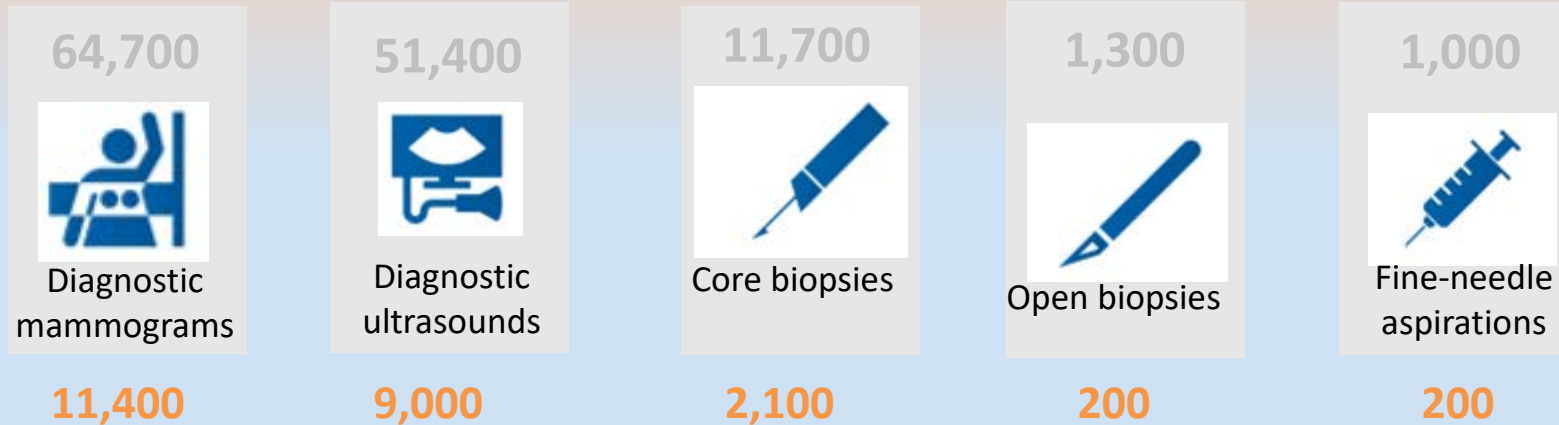 64,700
Diagnostic
mammograms
11,400
51,400
Diagnostic
ultrasounds
9,000
11,700
Core biopsies
2,100
1,300
Open biopsies
200
1,000
Fine-needle
aspirations
200